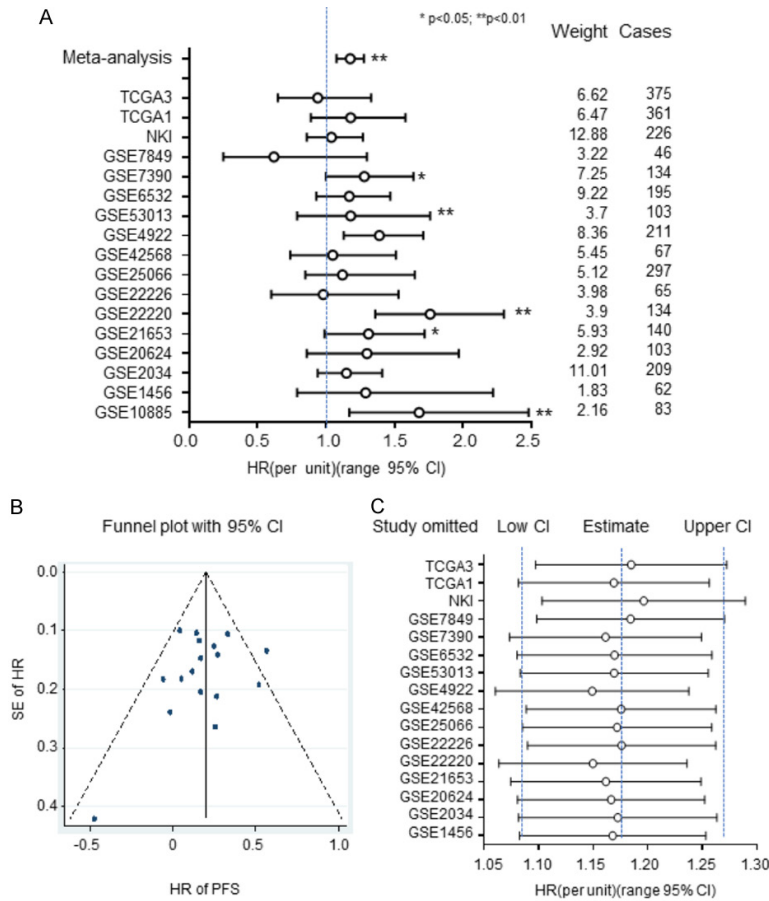 A
* p<0.05; **p<0.01
Weight Cases
Meta-analysis **
TCGA3 6.62 375
TCGA1 6.47 361
NKI 12.88 226
GSE7849 3.22 46
GSE7390 * 7.25 134
GSE6532 9.22 195
GSE53013 ** 3.7 103
GSE4922 8.36 211
GSE42568 5.45 67
GSE25066 5.12 297
GSE22226 3.98 65
GSE22220 ** 3.9 134
GSE21653 * 5.93 140
GSE20624 2.92 103
GSE2034 11.01 209
GSE1456 1.83 62
GSE10885 ** 2.16 83
0.0 0.5 1.0 1.5 2.0 2.5
HR(per unit)(range 95% CI)
B
Funnel plot with 95% CI
0.0
0.1
0.2
0.3
0.4
SE of HR
-0.5 0 0.5 1.0
HR of PFS
C
Study omitted Low CI Estimate Upper CI
TCGA3
TCGA1
NKI
GSE7849
GSE7390
GSE6532
GSE53013
GSE4922
GSE42568
GSE25066
GSE22226
GSE22220
GSE21653
GSE20624
GSE2034
GSE1456
1.05 1.10 1.15 1.20 1.25 1.30
HR(per unit)(range 95% CI)